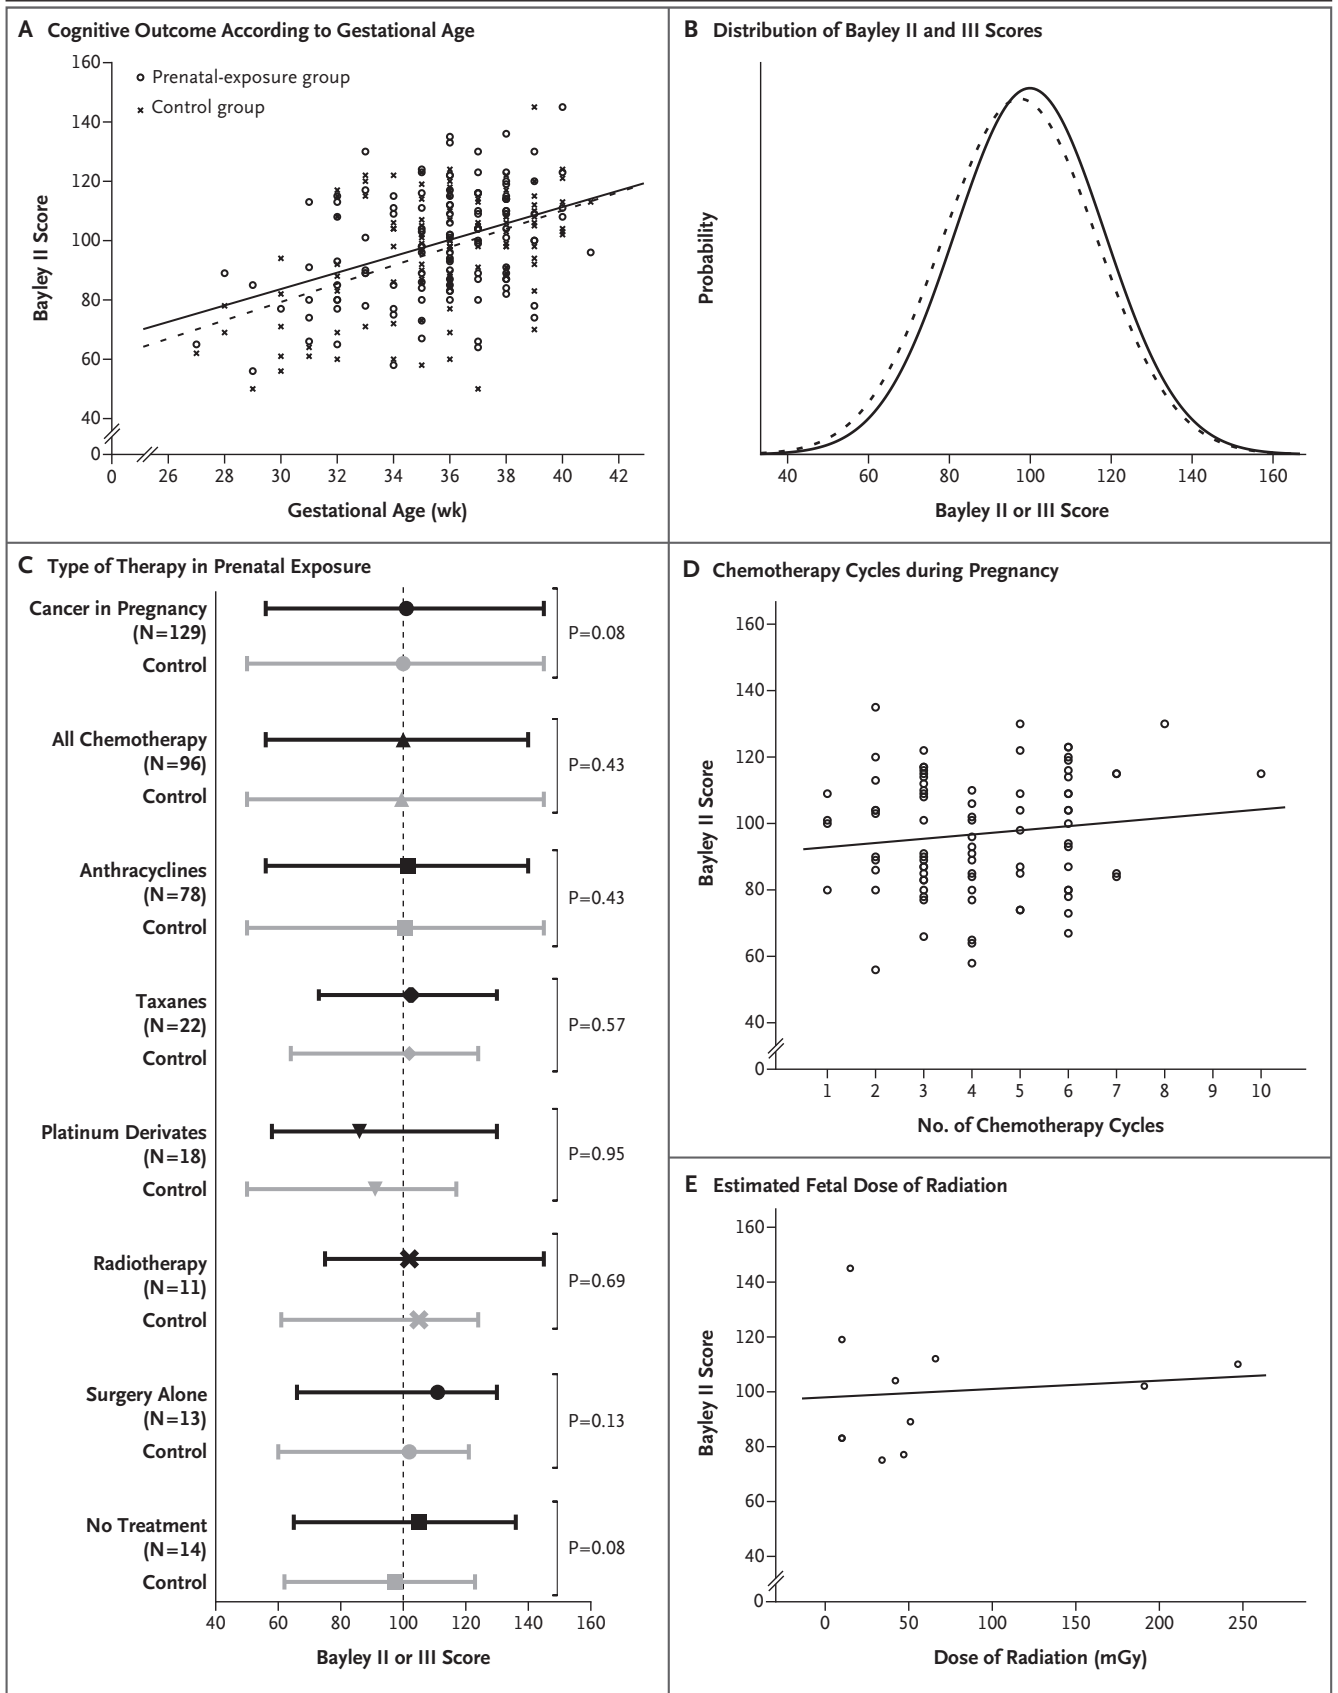 A Cognitive Outcome According to Gestational Age
160
140
120
100
80
60
40
0
Bayley II Score
Prenatal-exposure group
Control group
0 26 28 30 32 34 36 38 40 42
Gestational Age (wk)
B Distribution of Bayley II and III Scores
Probability
40 60 80 100 120 140 160
Bayley II or III Score
C Type of Therapy in Prenatal Exposure
Cancer in Pregnancy
(N=129)
Control
P=0.08
All Chemotherapy
(N=96)
Control
P=0.43
Anthracyclines
(N=78)
Control
P=0.43
Taxanes
(N=22)
Control
P=0.57
Platinum Derivates
(N=18)
Control
P=0.95
Radiotherapy
(N=11)
Control
P=0.69
Surgery Alone
(N=13)
Control
P=0.13
No Treatment
(N=14)
Control
P=0.08
40 60 80 100 120 140 160
Bayley II or III Score
D Chemotherapy Cycles during Pregnancy
160
140
120
100
80
60
40
0
Bayley II Score
1 2 3 4 5 6 7 8 9 10
No. of Chemotherapy Cycles
E Estimated Fetal Dose of Radiation
160
140
120
100
80
60
40
0
Bayley II Score
0 50 100 150 200 250
Dose of Radiation (mGy)